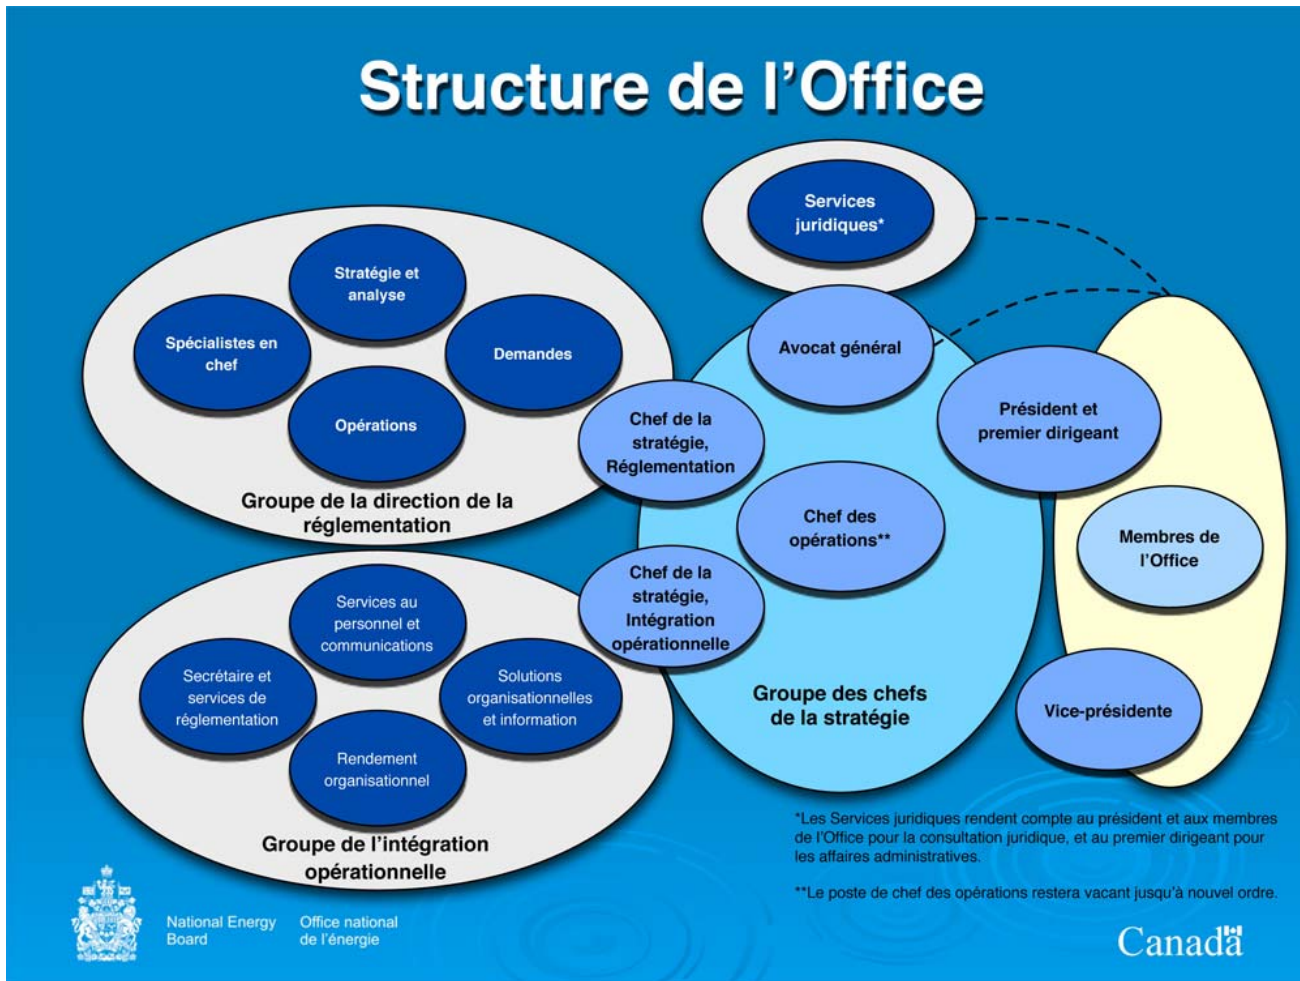 Structure de l'Office
Services
juridiques*
Stratégie et
analyse
Spécialistes en
chef
Demandes
Opérations
Groupe de la direction de la
réglementation
Avocat général
Chef de la
stratégie,
Réglementation
Président et
premier dirigeant
Chef des
opérations**
Membres de
l'Office
Chef de la
stratégie,
Intégration
opérationnelle
Groupe des chefs
de la stratégie
Vice-présidente
Services au
personnel et
communications
Secrétaire et
services de
réglementation
Solutions
organisationnelles
et information
Rendement
organisationnel
Groupe de l'intégration
opérationnelle
*Les Services juridiques rendent compte au président et aux membres
de l'Office pour la consultation juridique, et au premier dirigeant pour
les affaires administratives.
**Le poste de chef des opérations restera vacant jusqu'à nouvel ordre.
National Energy
Board
Office national
de l'énergie
Canada